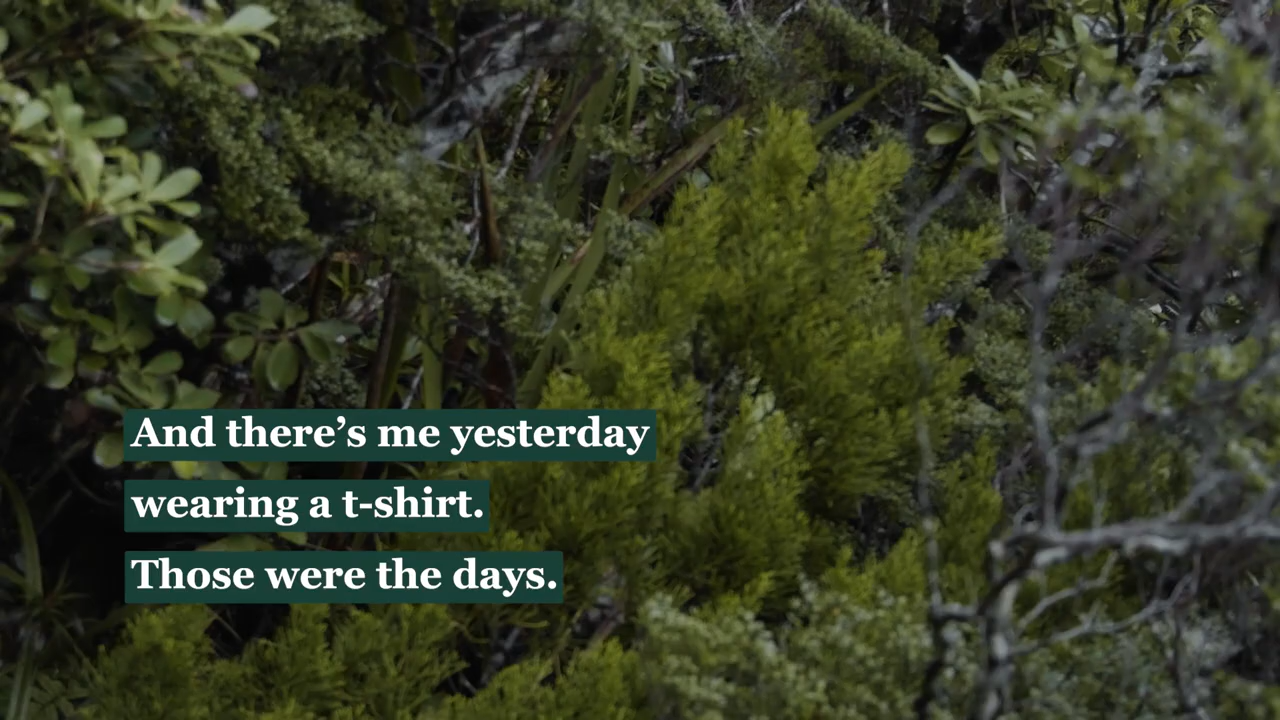 And there’s me yesterday
wearing a t-shirt.
Those were the days.